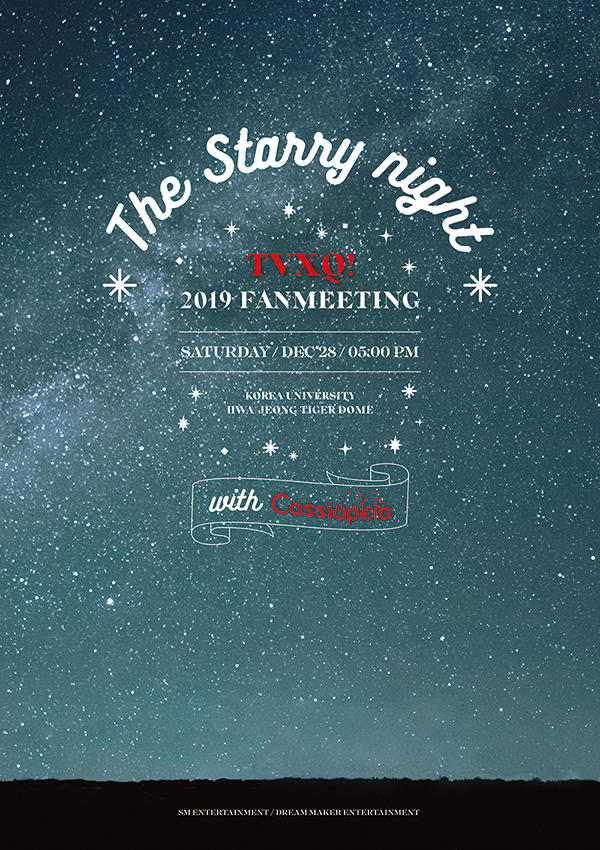 The Starry night
TVXQ!
2019 FANMEETING
SATURDAY / DEC 28 / 05:00 PM
KOREA UNIVERSITY
HWA-JEONG TIGER DOME
with Cassiopeia
SM ENTERTAINMENT / DREAM MAKER ENTERTAINMENT